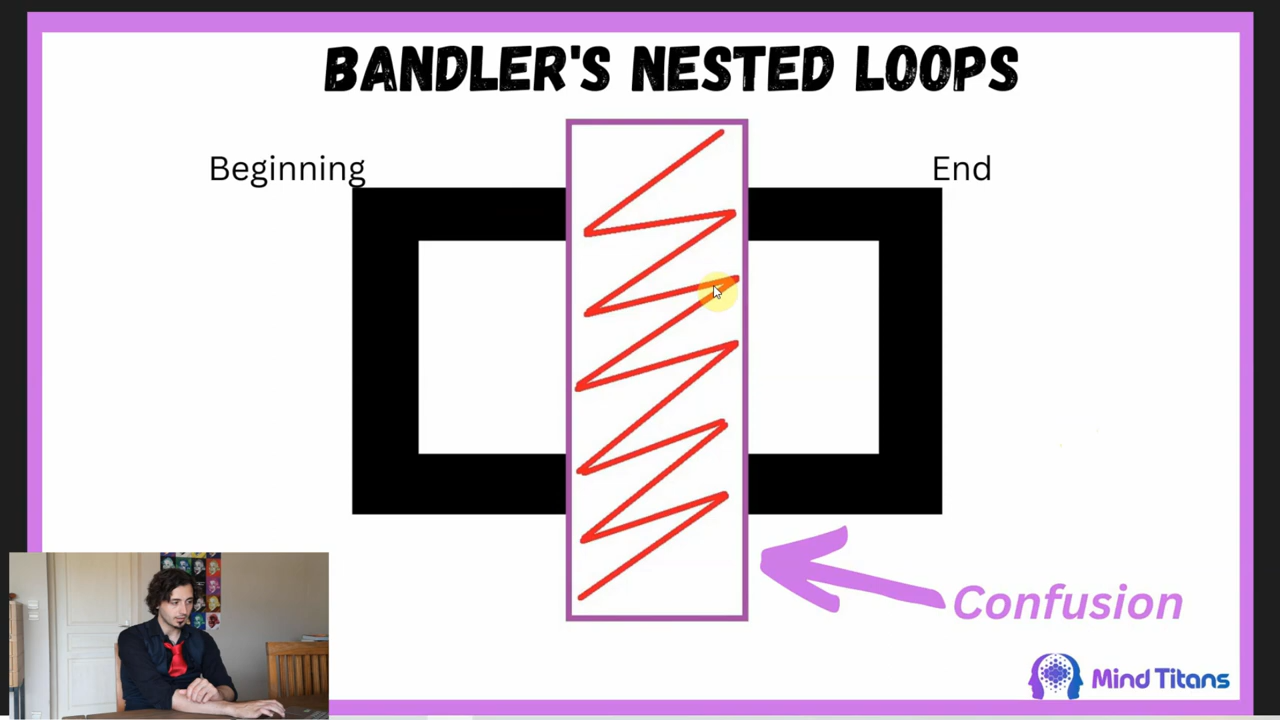 BANDLER'S NESTED LOOPS
Beginning
End
Confusion
Mind Titans